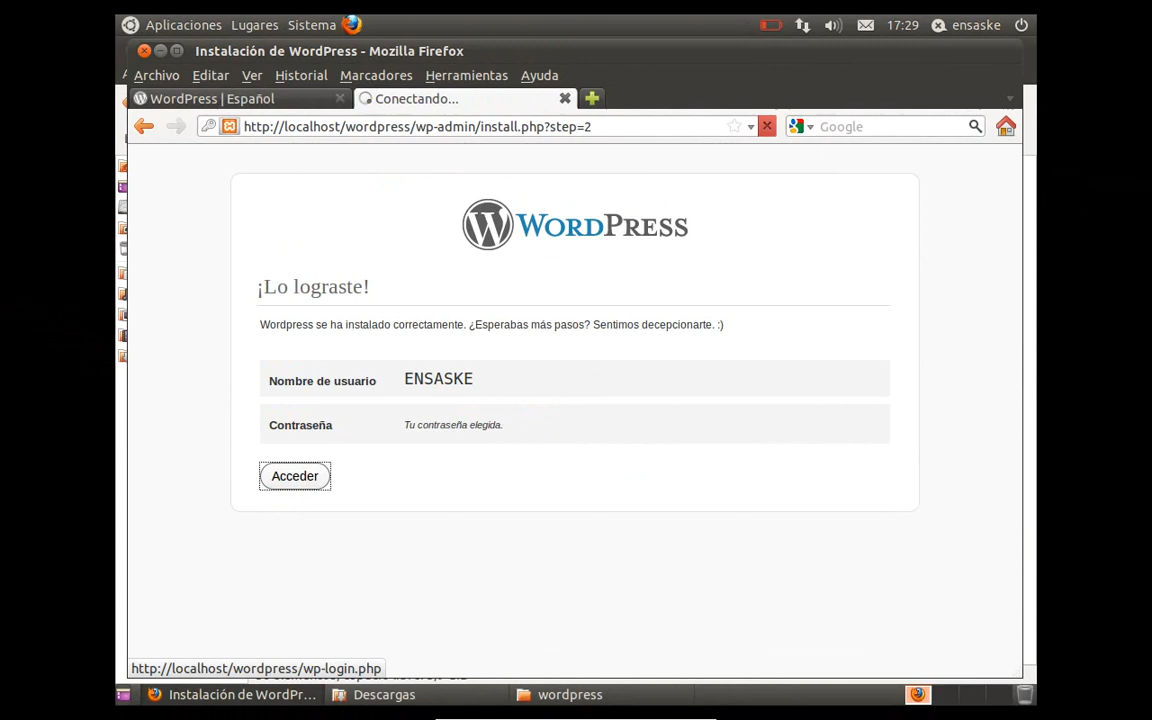 Aplicaciones Lugares Sistema 17:29 ensaske
Instalación de WordPress - Mozilla Firefox
Archivo Editar Ver Historial Marcadores Herramientas Ayuda
WordPress | Español Conectando...
http://localhost/wordpress/wp-admin/install.php?step=2 Google
WORDPRESS
¡Lo lograste!
Wordpress se ha instalado correctamente. ¿Esperabas más pasos? Sentimos decepcionarte. :)
Nombre de usuario ENSASKE
Contraseña Tu contraseña elegida.
Acceder
http://localhost/wordpress/wp-login.php
Instalación de WordPr... Descargas wordpress